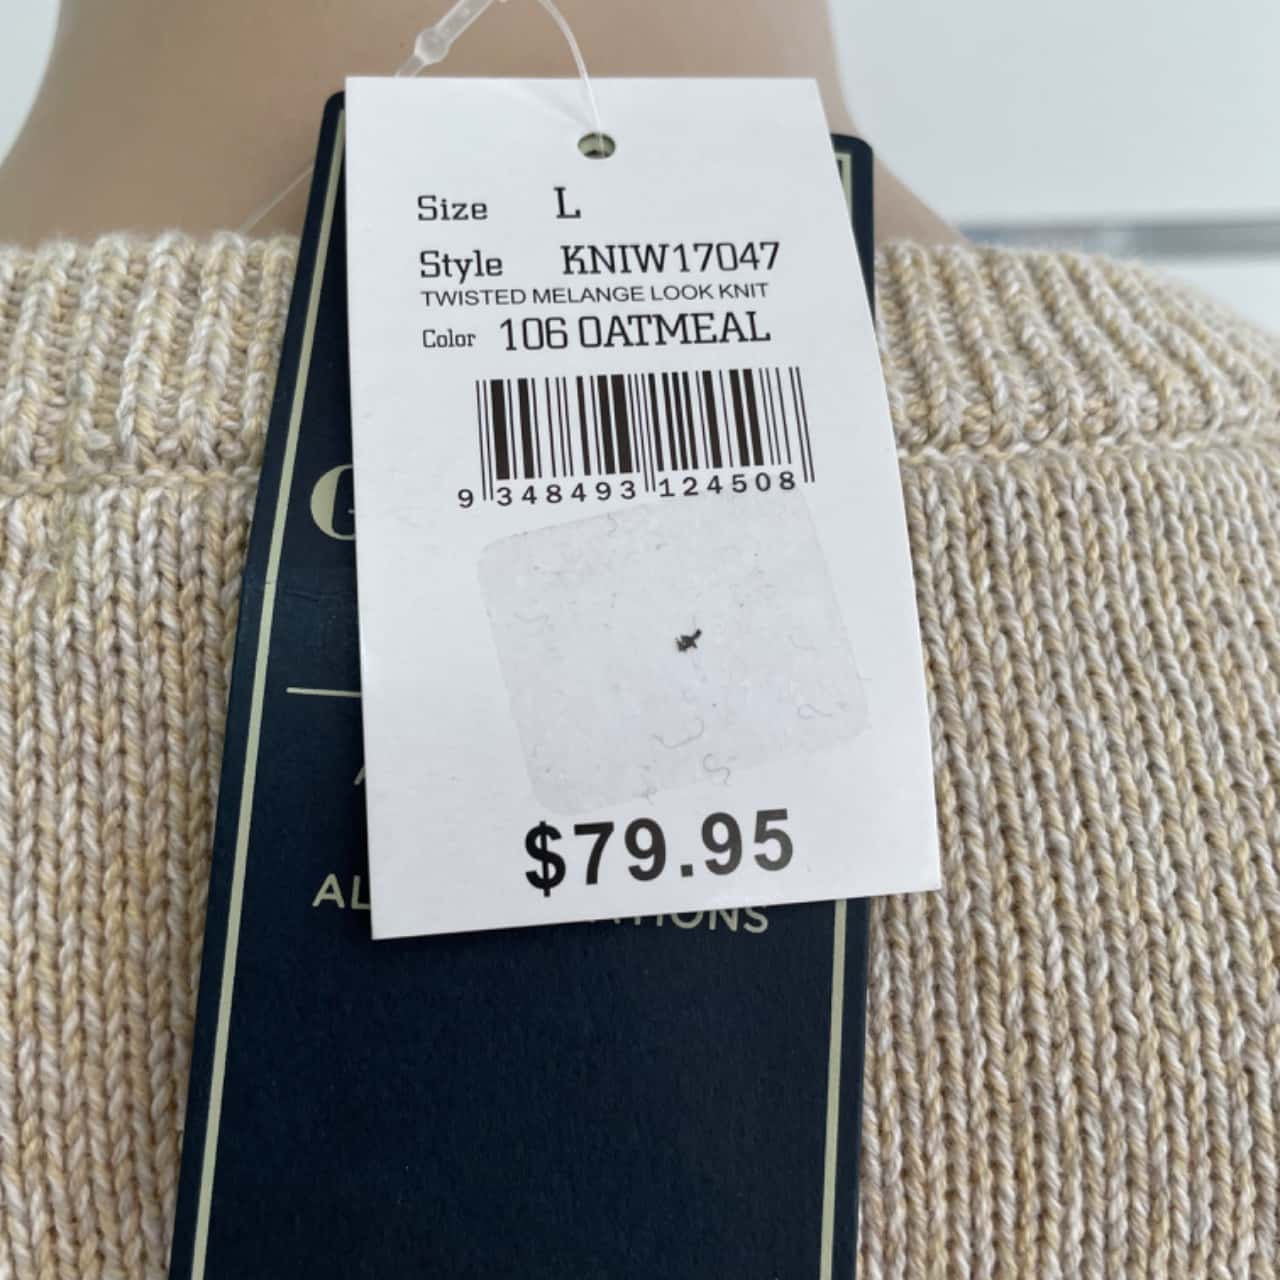 Size L
Style KNIW17047
TWISTED MELANGE LOOK KNIT
Color 106 OATMEAL
9 348493 124508
$79.95